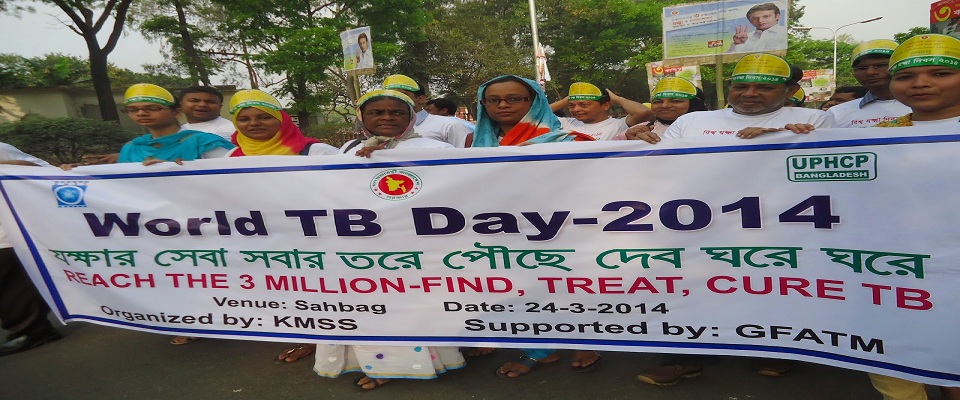 UPHCP
BANGLADESH
World TB Day-2014
যক্ষার সেবা সবার তরে পৌছে দেব ঘরে ঘরে
REACH THE 3 MILLION-FIND, TREAT, CURE TB
Venue: Sahbag Date: 24-3-2014
Organized by: KMSS Supported by: GFATM